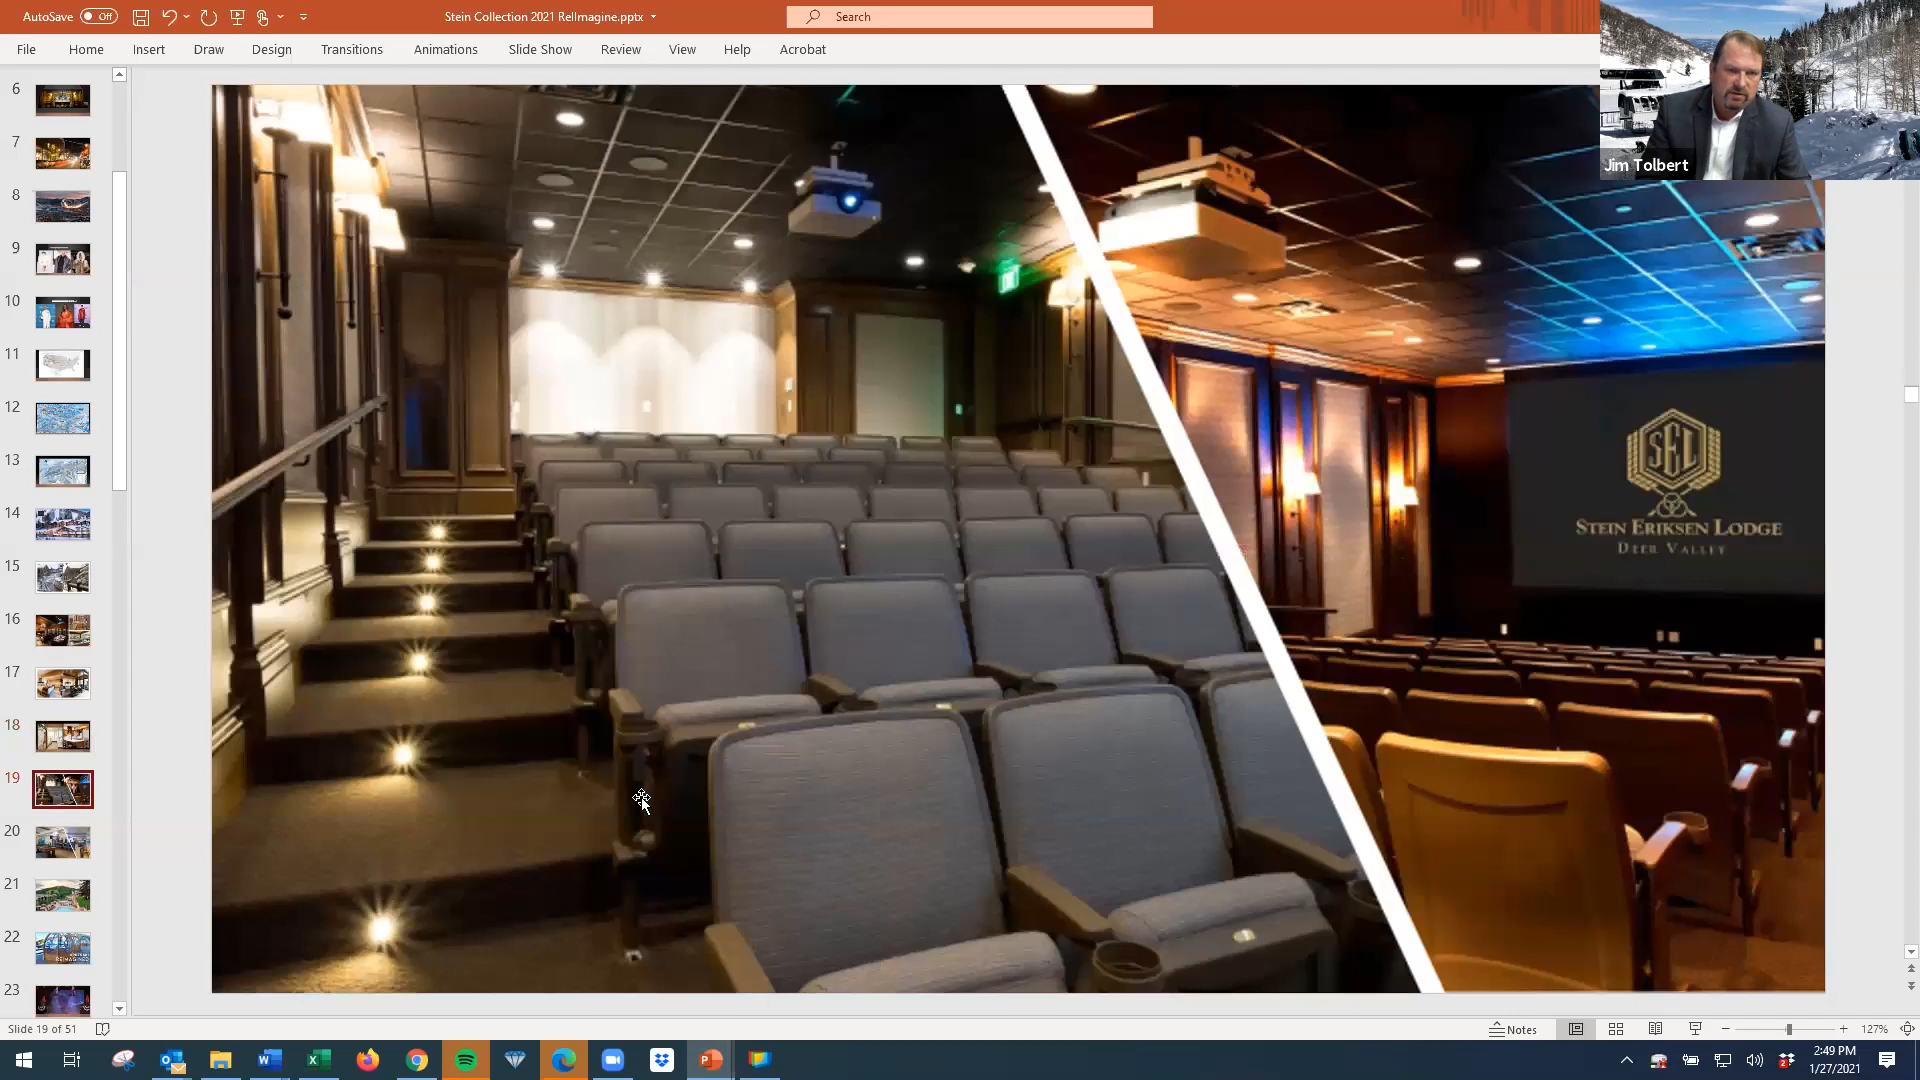 AutoSave Off
Stein Collection 2021 ReIImagine.pptx
Search
File Home Insert Draw Design Transitions Animations Slide Show Review View Help Acrobat
Jim Tolbert
6
7
8
9
10
11
12
13
14
15
16
17
18
19
20
21
22
23
SEL
STEIN ERIKSEN LODGE
DEER VALLEY
Slide 19 of 51
Notes
127%
2:49 PM
1/27/2021